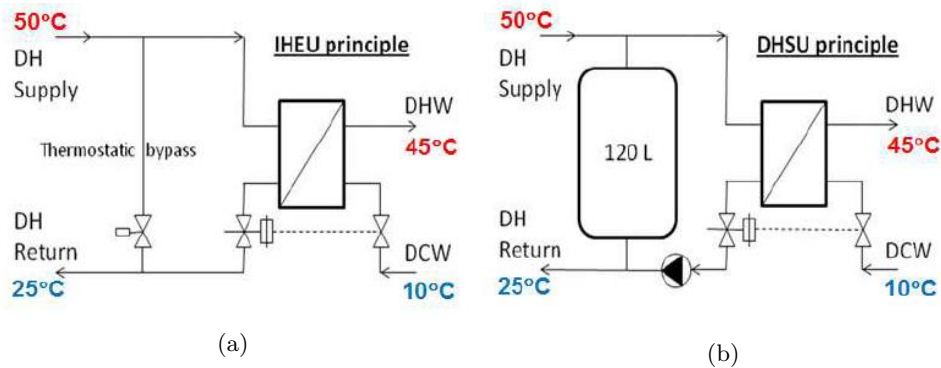 50°C
IHEU principle
DH
Supply
DHW
45°C
Thermostatic bypass
DH
Return
DCW
25°C
10°C
(a)
50°C
DHSU principle
DH
Supply
DHW
45°C
120 L
DH
Return
DCW
25°C
10°C
(b)